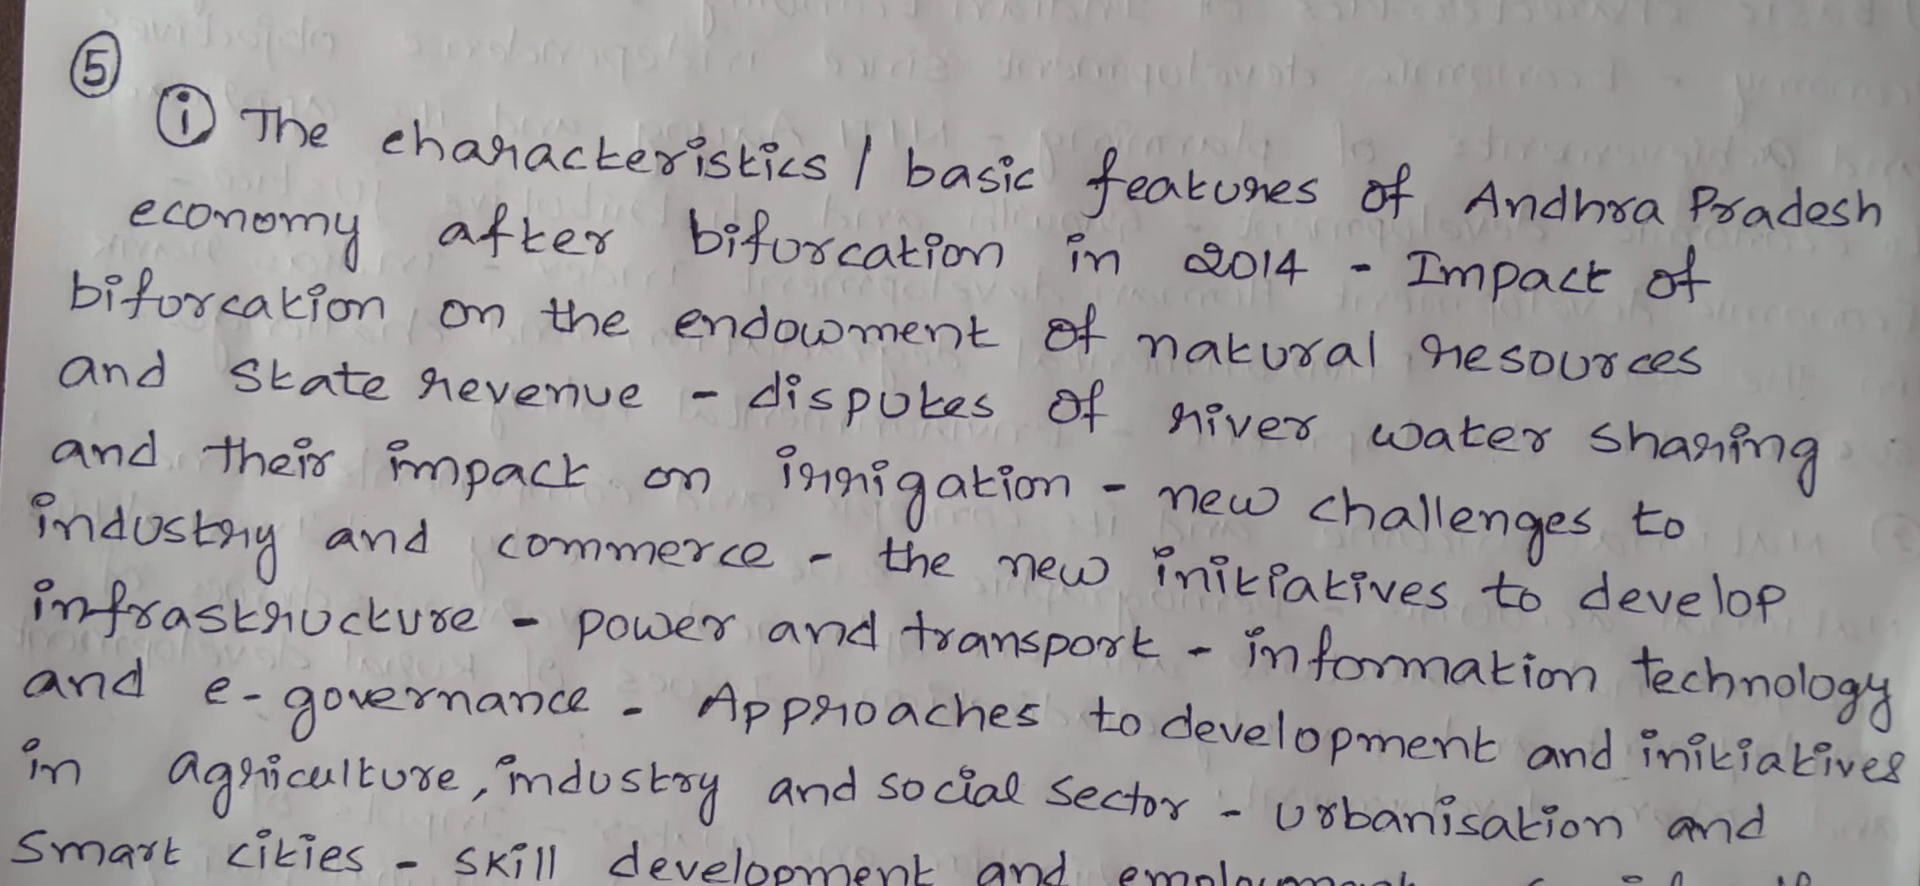 5
i The characteristics / basic features of Andhra Pradesh
economy after bifurcation in 2014 - Impact of
bifurcation on the endowment of natural resources
and state revenue - disputes of river water sharing
and their impact on irrigation - new challenges to
industry and commerce - the new initiatives to develop
infrastructure - power and transport - information technology
and e-governance - Approaches to development and initiatives
in agriculture, industry and social sector - urbanisation and
smart cities - skill development and